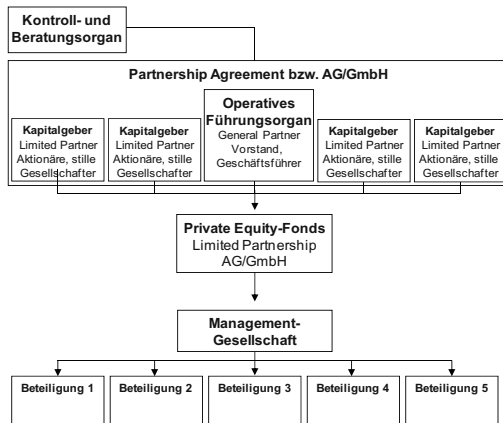 Kontroll- und
Beratungsorgan
Partnership Agreement bzw. AG/GmbH
Kapitalgeber
Limited Partner
Aktionäre, stille
Gesellschafter
Kapitalgeber
Limited Partner
Aktionäre, stille
Gesellschafter
Operatives
Führungsorgan
General Partner
Vorstand,
Geschäftsführer
Kapitalgeber
Limited Partner
Aktionäre, stille
Gesellschafter
Kapitalgeber
Limited Partner
Aktionäre, stille
Gesellschafter
Private Equity-Fonds
Limited Partnership
AG/GmbH
Management-
Gesellschaft
Beteiligung 1
Beteiligung 2
Beteiligung 3
Beteiligung 4
Beteiligung 5